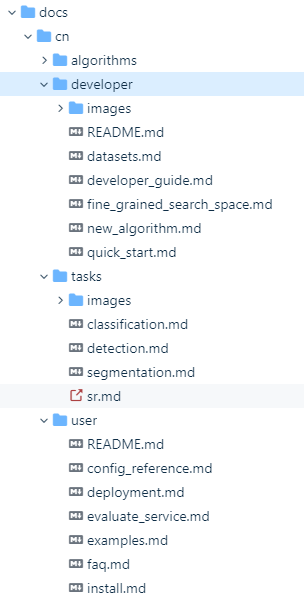 docs
cn
algorithms
developer
images
README.md
datasets.md
developer_guide.md
fine_grained_search_space.md
new_algorithm.md
quick_start.md
tasks
images
classification.md
detection.md
segmentation.md
sr.md
user
README.md
config_reference.md
deployment.md
evaluate_service.md
examples.md
faq.md
install.md